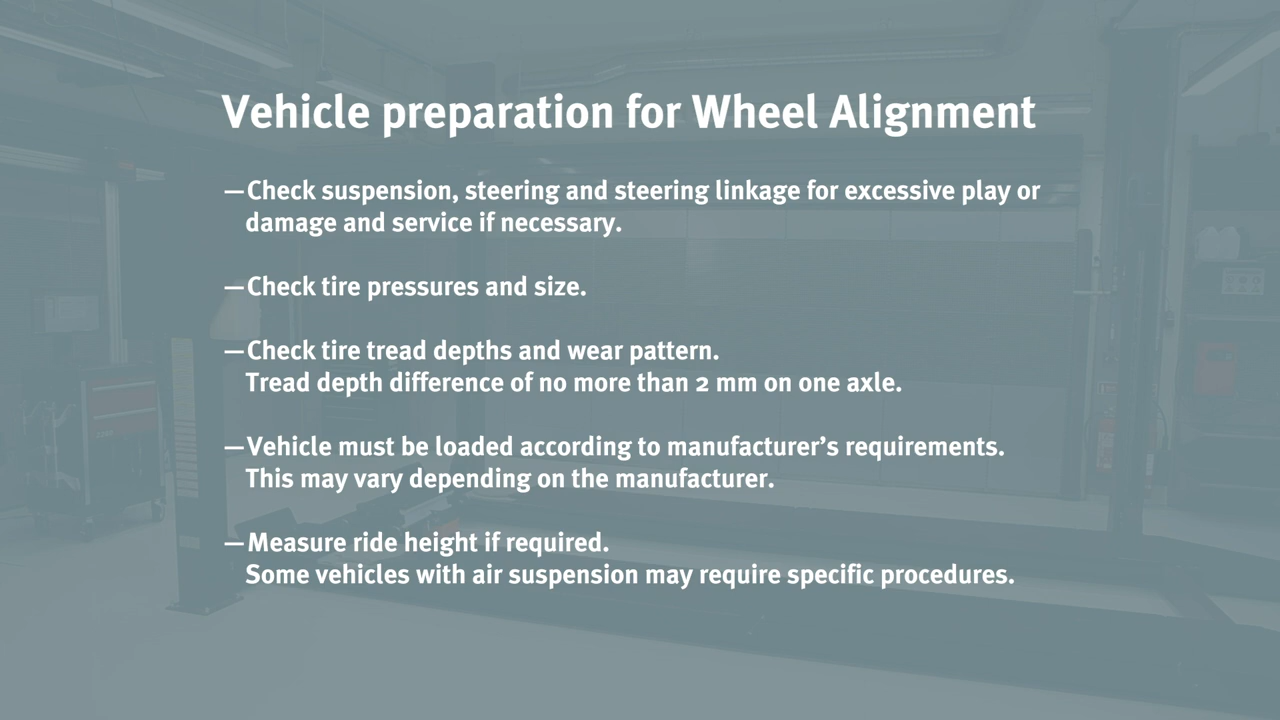 Vehicle preparation for Wheel Alignment
—Check suspension, steering and steering linkage for excessive play or
damage and service if necessary.
—Check tire pressures and size.
—Check tire tread depths and wear pattern.
Tread depth difference of no more than 2 mm on one axle.
—Vehicle must be loaded according to manufacturer’s requirements.
This may vary depending on the manufacturer.
—Measure ride height if required.
Some vehicles with air suspension may require specific procedures.